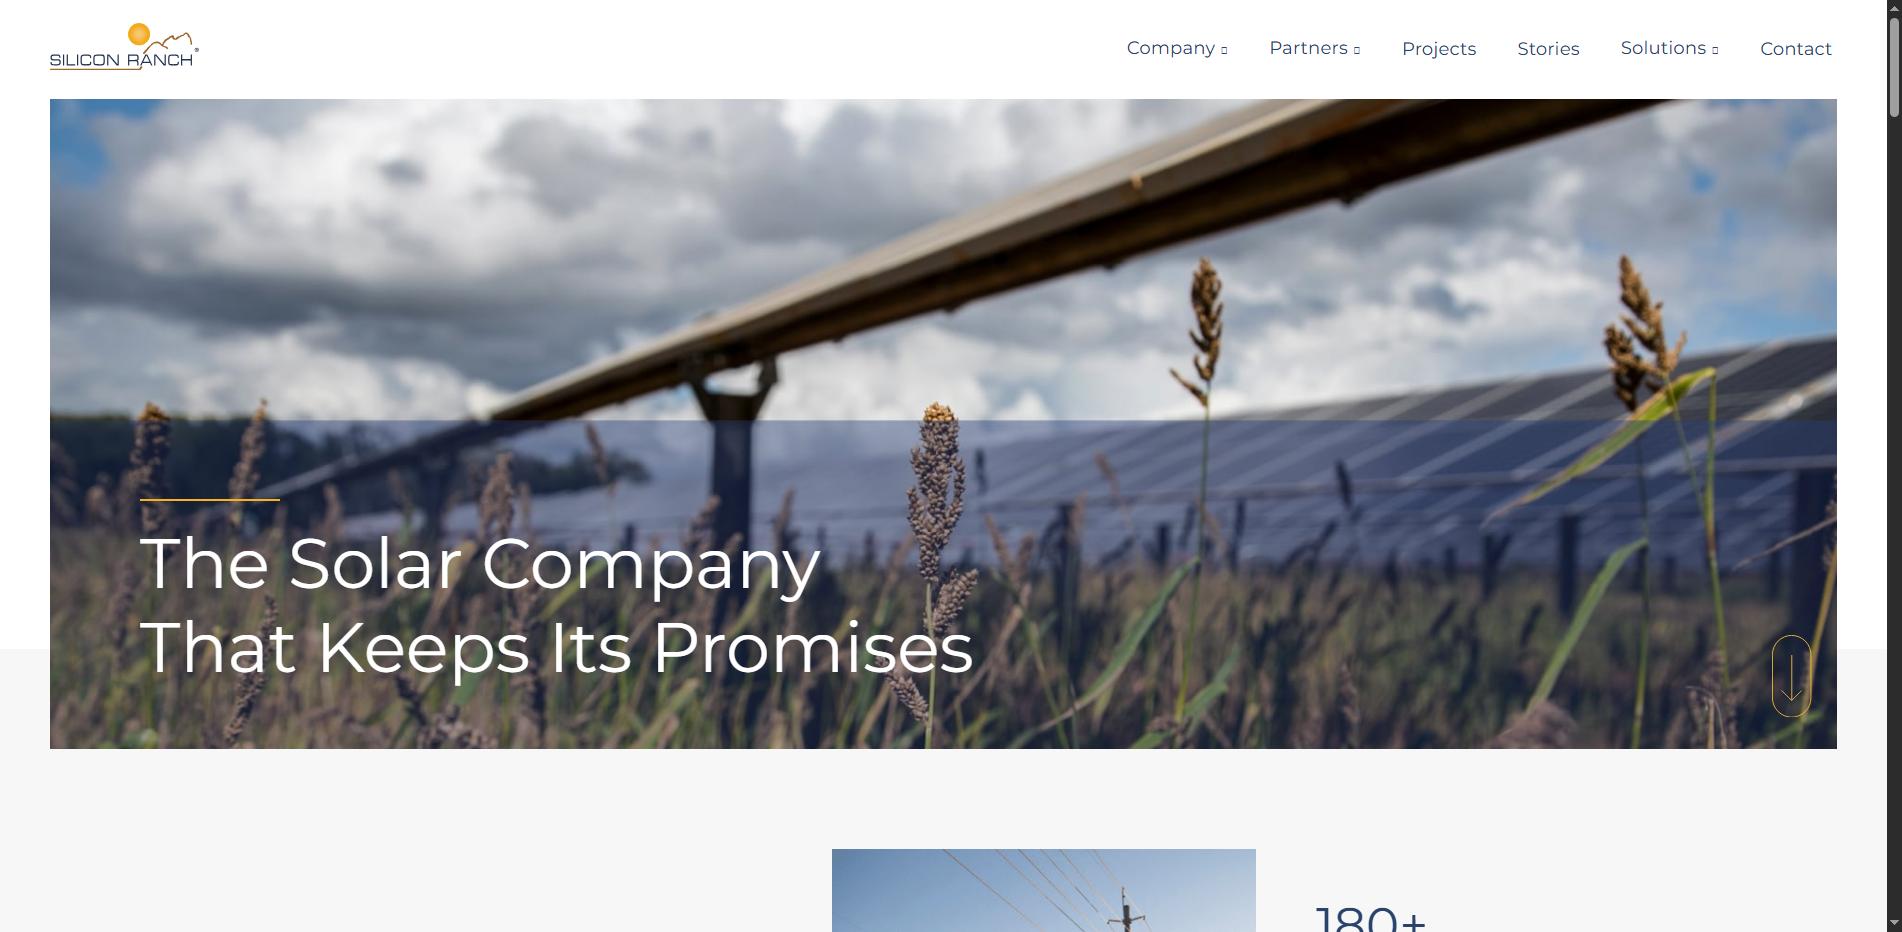 SILICON RANCH®
Company
Partners
Projects
Stories
Solutions
Contact
The Solar Company
That Keeps Its Promises
180+